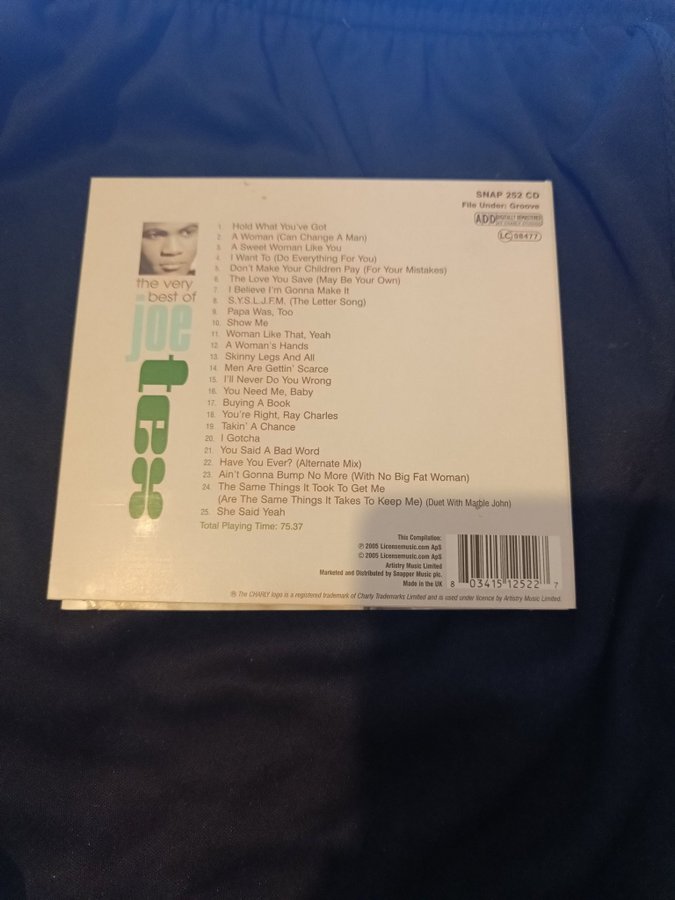 SNAP 252 CD
File Under: Groove
ADD DIGITALLY REMASTERED
LC 08477
the very
best of
joe
tex
1. Hold What You've Got
2. A Woman (Can Change A Man)
3. A Sweet Woman Like You
4. I Want To (Do Everything For You)
5. Don't Make Your Children Pay (For Your Mistakes)
6. The Love You Save (May Be Your Own)
7. I Believe I'm Gonna Make It
8. S.Y.S.L.J.F.M. (The Letter Song)
9. Papa Was, Too
10. Show Me
11. Woman Like That, Yeah
12. A Woman's Hands
13. Skinny Legs And All
14. Men Are Gettin' Scarce
15. I'll Never Do You Wrong
16. You Need Me, Baby
17. Buying A Book
18. You're Right, Ray Charles
19. Takin' A Chance
20. I Gotcha
21. You Said A Bad Word
22. Have You Ever? (Alternate Mix)
23. Ain't Gonna Bump No More (With No Big Fat Woman)
24. The Same Things It Took To Get Me
(Are The Same Things It Takes To Keep Me) (Duet With Mable John)
25. She Said Yeah
Total Playing Time: 75.37
This Compilation:
℗ 2005 Licensemusic.com ApS
© 2005 Licensemusic.com ApS
Artistry Music Limited
Marketed and Distributed by Snapper Music plc.
Made in the UK
8 03415 12522 7
® The CHARLY logo is a registered trademark of Charly Trademarks Limited and is used under licence by Artistry Music Limited.